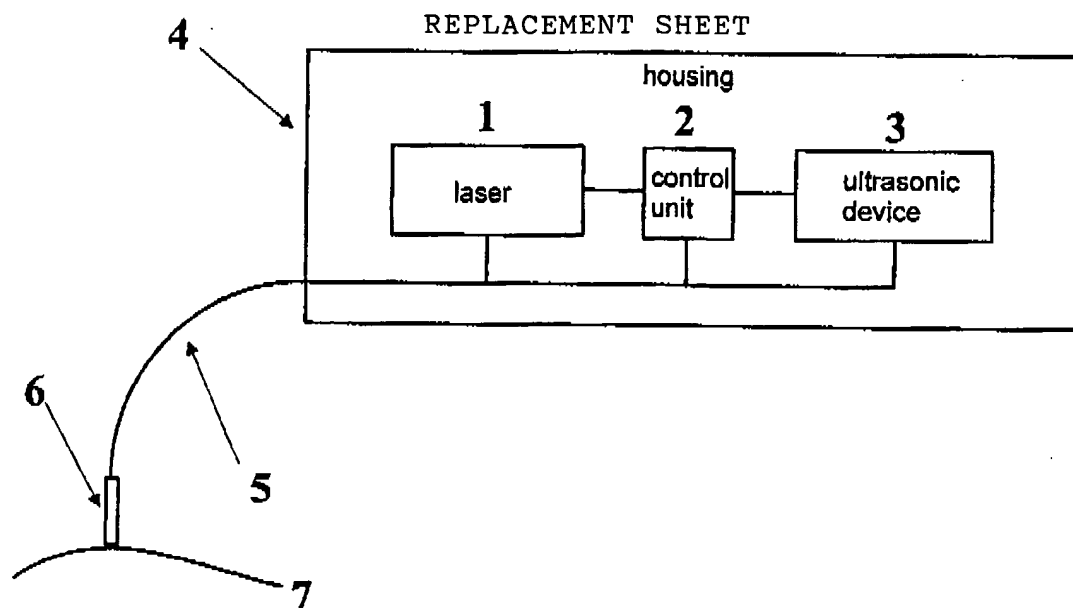 REPLACEMENT SHEET
4
housing
1
2
3
laser
control
unit
ultrasonic
device
6
5
7